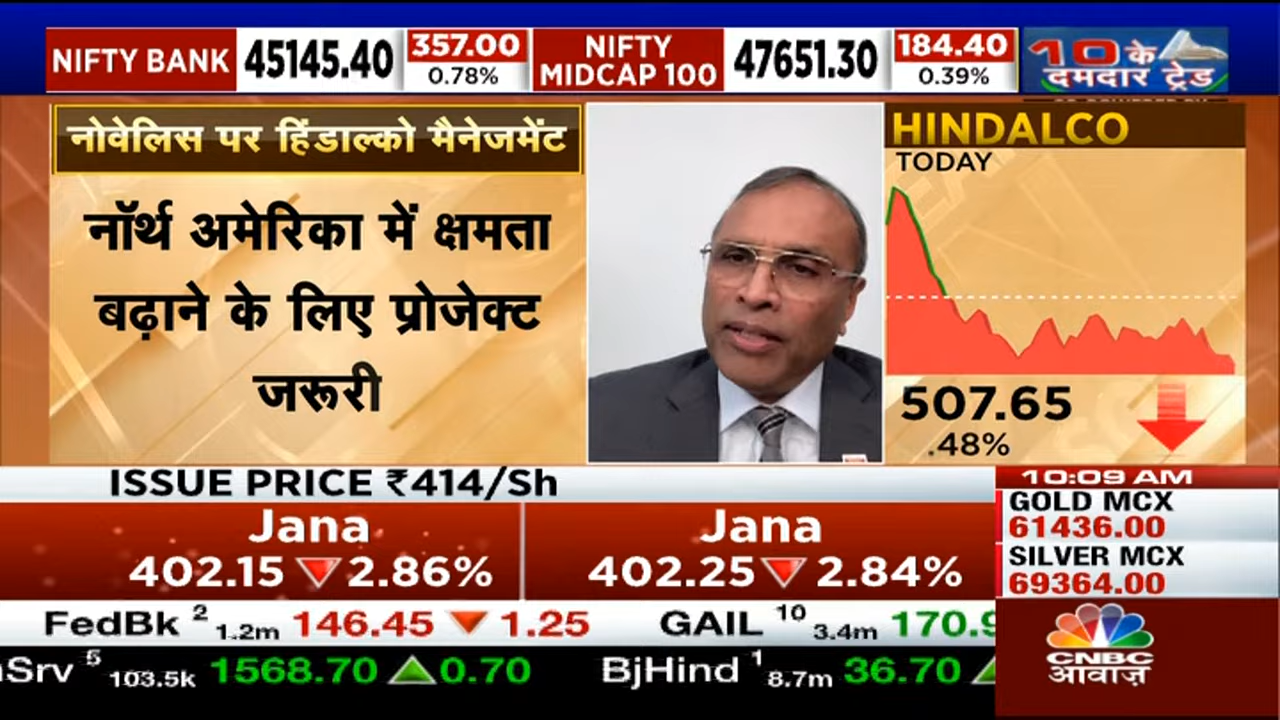 NIFTY BANK 45145.40 357.00 0.78%
NIFTY MIDCAP 100 47651.30 184.40 0.39%
10 के
दमदार ट्रेड
नोवेलिस पर हिंडाल्को मैनेजमेंट
नॉर्थ अमेरिका में क्षमता
बढ़ाने के लिए प्रोजेक्ट
जरूरी
HINDALCO
TODAY
507.65
.48%
ISSUE PRICE ₹414/Sh
Jana
402.15 2.86%
Jana
402.25 2.84%
10:09 AM
GOLD MCX
61436.00
SILVER MCX
69364.00
FedBk 2 1.2m 146.45 1.25 GAIL 10 3.4m 170.9
Srv 5 103.5k 1568.70 0.70 BjHind 1 8.7m 36.70
CNBC
आवाज़